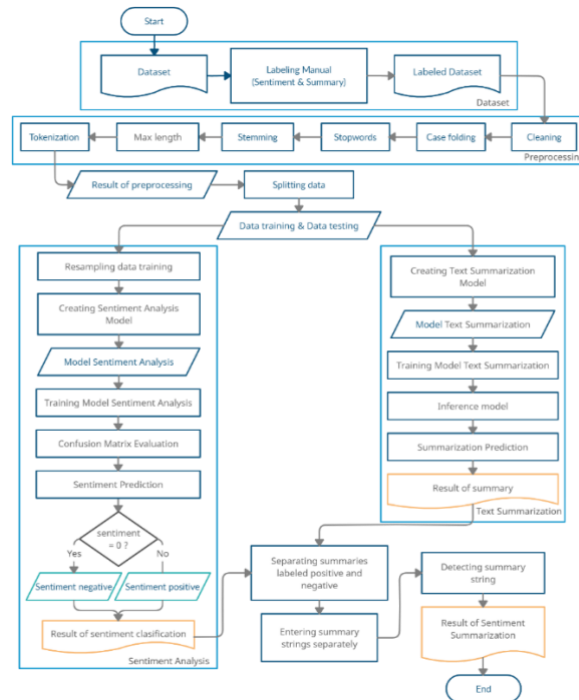 Start
Dataset
Labeling Manual
(Sentiment & Summary)
Labeled Dataset
Dataset
Tokenization
Max length
Stemming
Stopwords
Case folding
Cleaning
Preprocessin
Result of preprocessing
Splitting data
Data training & Data testing
Resampling data training
Creating Sentiment Analysis
Model
Model Sentiment Analysis
Training Model Sentiment Analysis
Confusion Matrix Evaluation
Sentiment Prediction
sentiment
= 0 ?
Yes
No
Sentiment negative
Sentiment positive
Result of sentiment clasification
Sentiment Analysis
Creating Text Summarization
Model
Model Text Summarization
Training Model Text Summarization
Inference model
Summarization Prediction
Result of summary
Text Summarization
Separating summaries
labeled positive and
negative
Entering summary
strings separately
Detecting summary
string
Result of Sentiment
Summarization
End